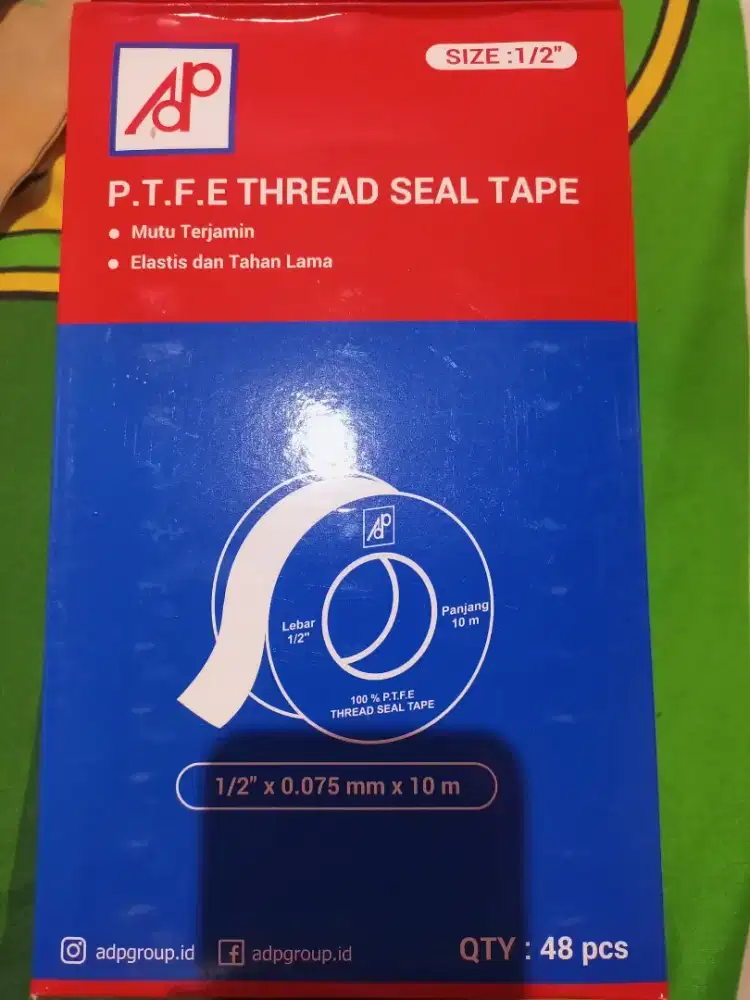 Adp
SIZE :1/2"
P.T.F.E THREAD SEAL TAPE
• Mutu Terjamin
• Elastis dan Tahan Lama
Adp
Lebar
1/2"
Panjang
10 m
100 % P.T.F.E
THREAD SEAL TAPE
1/2" x 0.075 mm x 10 m
adpgroup.id
adpgroup.id
QTY : 48 pcs